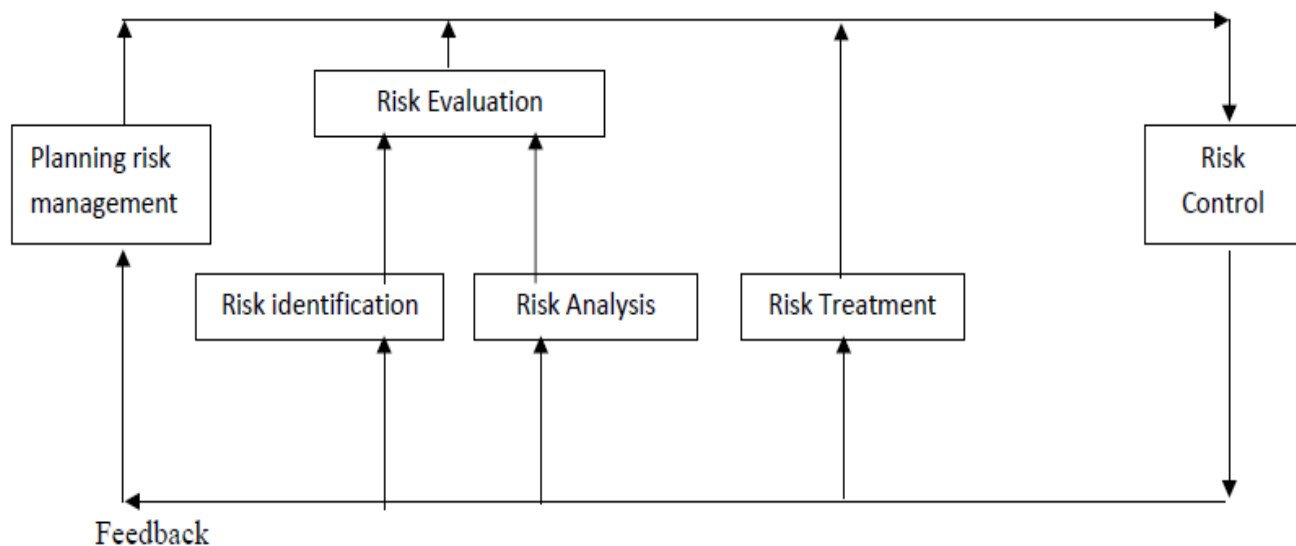 Risk Evaluation
Planning risk
management
Risk
Control
Risk identification
Risk Analysis
Risk Treatment
Feedback